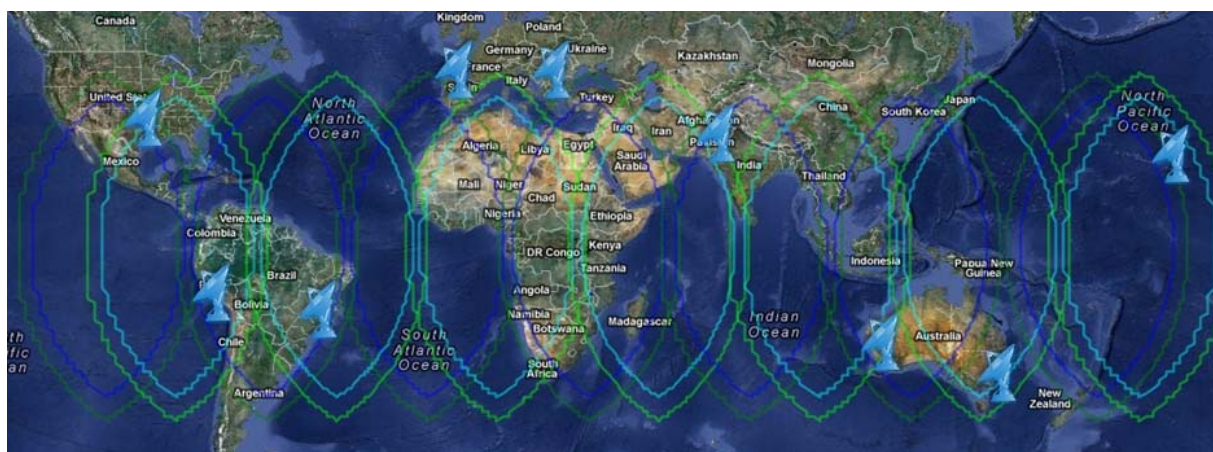 Canada
Kingdom
Poland
Germany
Ukraine
France
Kazakhstan
Mongolia
Italy
United
Turkey
China
South Korea
Japan
North
Atlantic
Ocean
North
Pacific
Ocean
Afghanistan
Iraq
Iran
Pakistan
Mexico
Algeria
Libya
Egypt
Saudi
Arabia
India
Thailand
Mali
Niger
Chad
Sudan
Nigeria
Ethiopia
Venezuela
Colombia
DR Congo
Kenya
Tanzania
Indonesia
Papua New
Guinea
Brazil
Bolivia
Angola
Namibia
Botswana
Madagascar
Indian
Ocean
Australia
South
Atlantic
Ocean
Chile
South
Africa
Argentina
New
Zealand